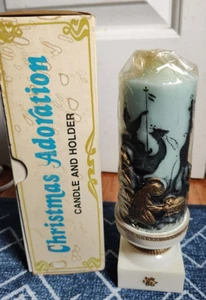 Christmas Adoration
CANDLE AND HOLDER